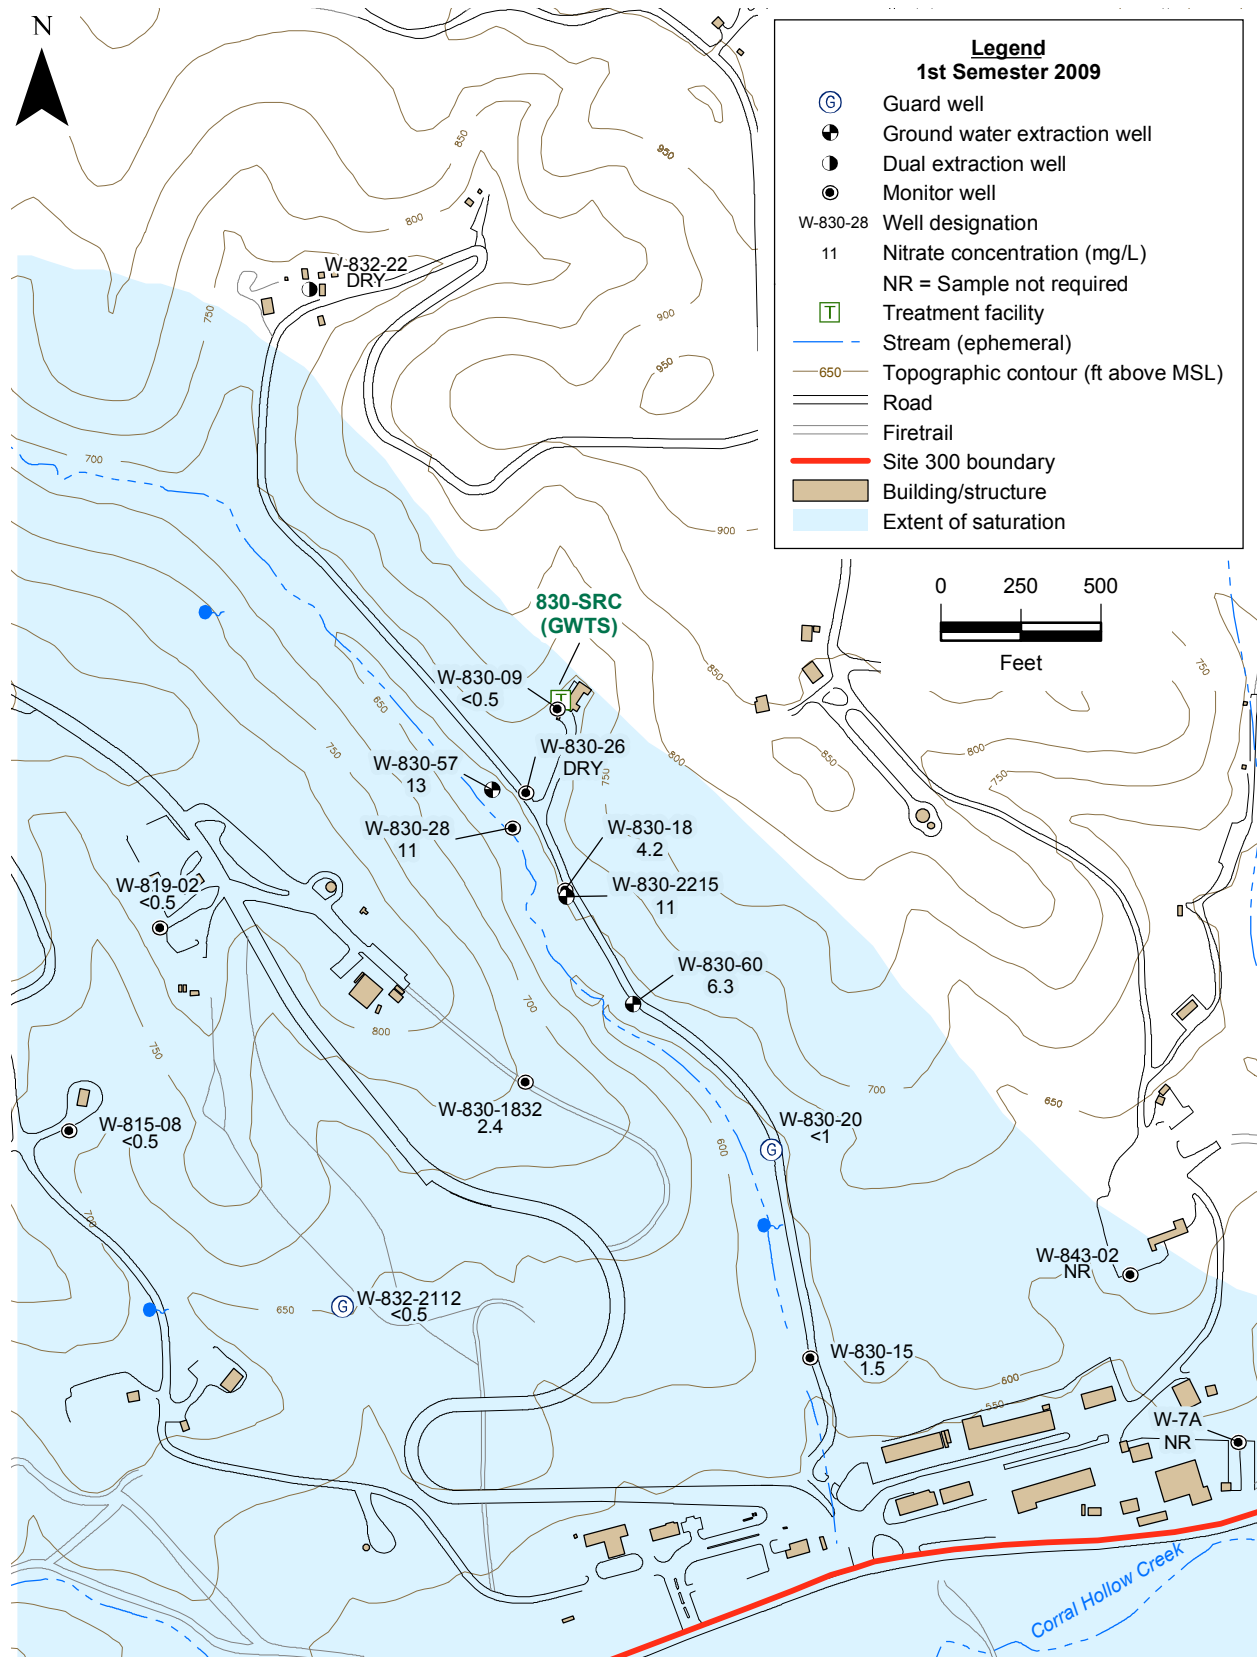 N
Legend
1st Semester 2009
G
Guard well
Ground water extraction well
Dual extraction well
Monitor well
W-830-28 Well designation
11 Nitrate concentration (mg/L)
NR = Sample not required
T Treatment facility
Stream (ephemeral)
650 Topographic contour (ft above MSL)
Road
Firetrail
Site 300 boundary
Building/structure
Extent of saturation
0 250 500
Feet
850
950
800
W-832-22
DRY
750
900
950
700
900
830-SRC
(GWTS)
850
750
W-830-09
<0.5
T
650
W-830-26
DRY
750
800
850
800
750
750
W-830-57
13
W-830-28
11
W-830-18
4.2
W-830-2215
11
W-819-02
<0.5
W-830-60
6.3
700
800
750
700
650
W-830-1832
2.4
W-815-08
<0.5
W-830-20
<1
G
600
700
W-843-02
NR
650
G
W-832-2112
<0.5
W-830-15
1.5
600
550
W-7A
NR
Corral Hollow Creek